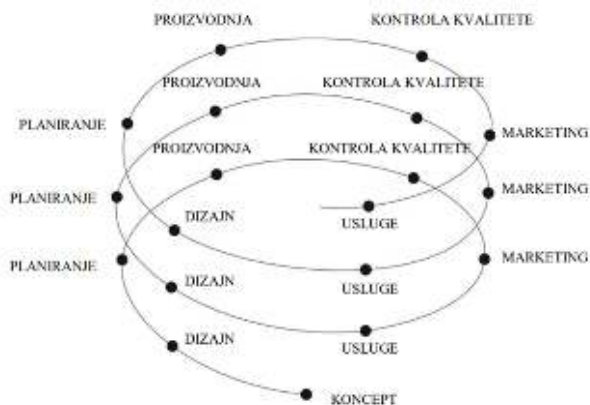 PROIZVODNJA
KONTROLA KVALITETE
PROIZVODNJA
KONTROLA KVALITETE
PLANIRANJE
MARKETING
PROIZVODNJA
KONTROLA KVALITETE
PLANIRANJE
MARKETING
DIZAJN
USLUGE
PLANIRANJE
MARKETING
DIZAJN
USLUGE
DIZAJN
USLUGE
KONCEPT